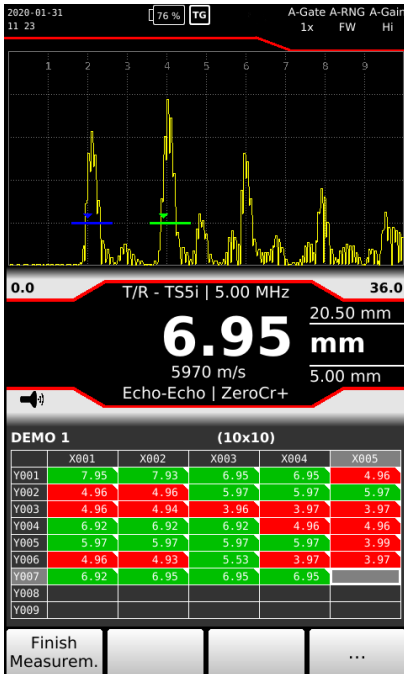 2020-01-31 76 % TG A-Gate A-RNG A-Gain
11 23 1x FW Hi
1 2 3 4 5 6 7 8 9
0.0 T/R - TS5i | 5.00 MHz 36.0
20.50 mm
6.95 mm
5970 m/s 5.00 mm
Echo-Echo | ZeroCr+
DEMO 1 (10x10)
X001 X002 X003 X004 X005
Y001 7.95 7.93 6.95 6.95 4.96
Y002 4.96 4.96 5.97 5.97 5.97
Y003 4.96 4.94 3.96 3.97 3.97
Y004 6.92 6.92 6.92 4.96 4.96
Y005 5.97 5.97 5.97 5.97 3.99
Y006 4.96 4.93 5.53 3.97 3.97
Y007 6.92 6.95 6.95 6.95
Y008
Y009
Finish
Measurem. ...